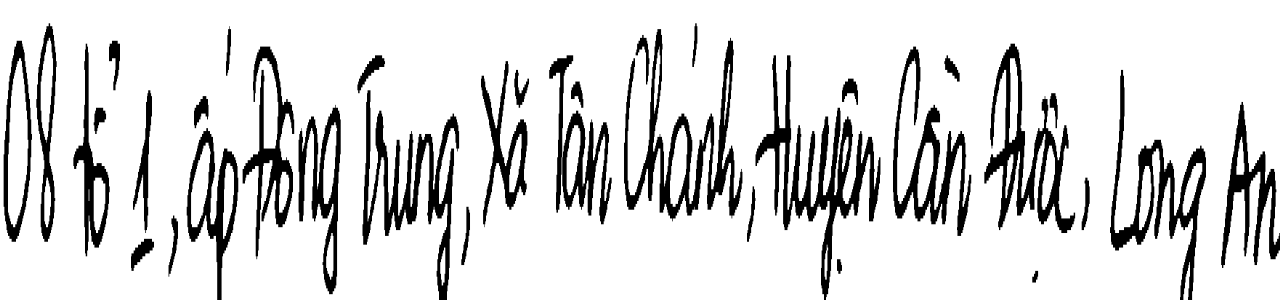 08 tổ 1, ấp Đông Trung, Xã Tân Chánh, Huyện Cần Đước, Long An